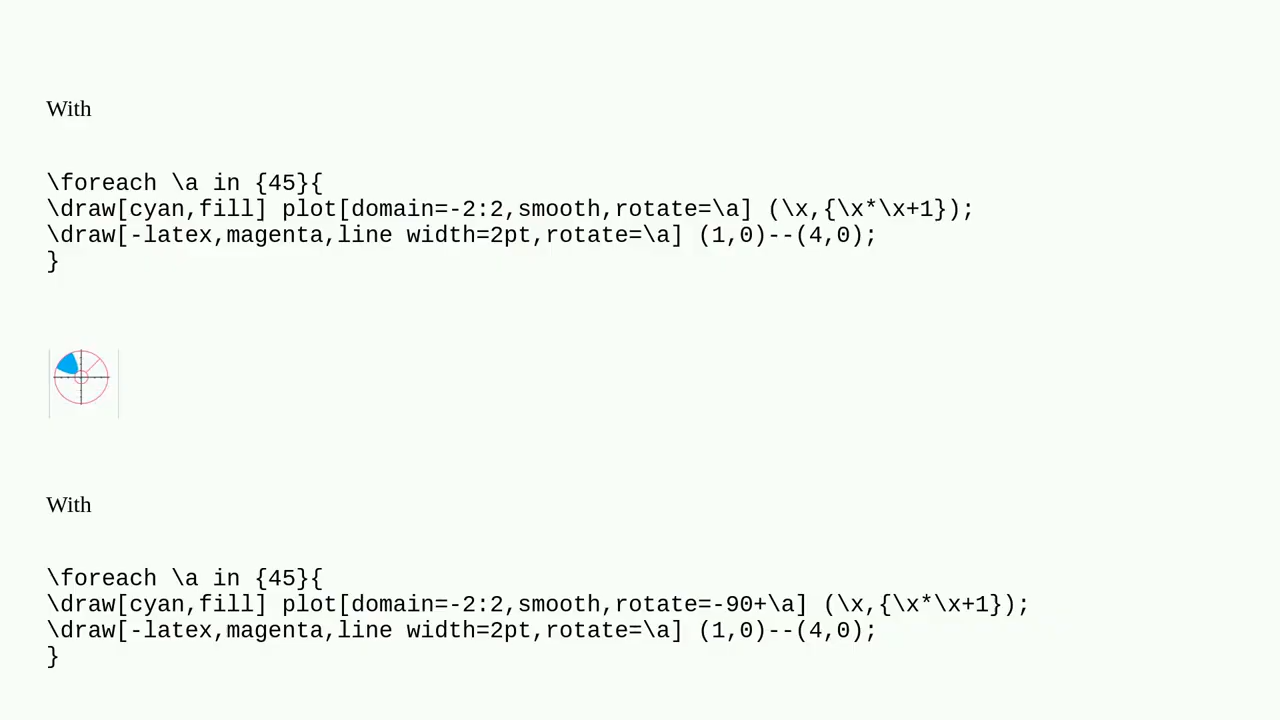 With
\foreach \a in {45}{
\draw[cyan,fill] plot[domain=-2:2,smooth,rotate=\a] (\x,{\x*\x+1});
\draw[-latex,magenta,line width=2pt,rotate=\a] (1,0)--(4,0);
}
With
\foreach \a in {45}{
\draw[cyan,fill] plot[domain=-2:2,smooth,rotate=-90+\a] (\x,{\x*\x+1});
\draw[-latex,magenta,line width=2pt,rotate=\a] (1,0)--(4,0);
}